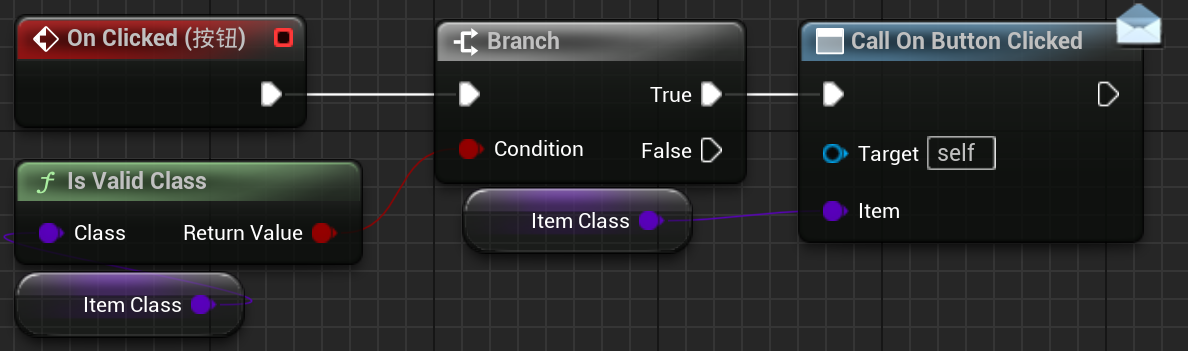 On Clicked (按钮)
Branch
Call On Button Clicked
True
Condition
False
Target
self
Item
f Is Valid Class
Class
Return Value
Item Class
Item Class